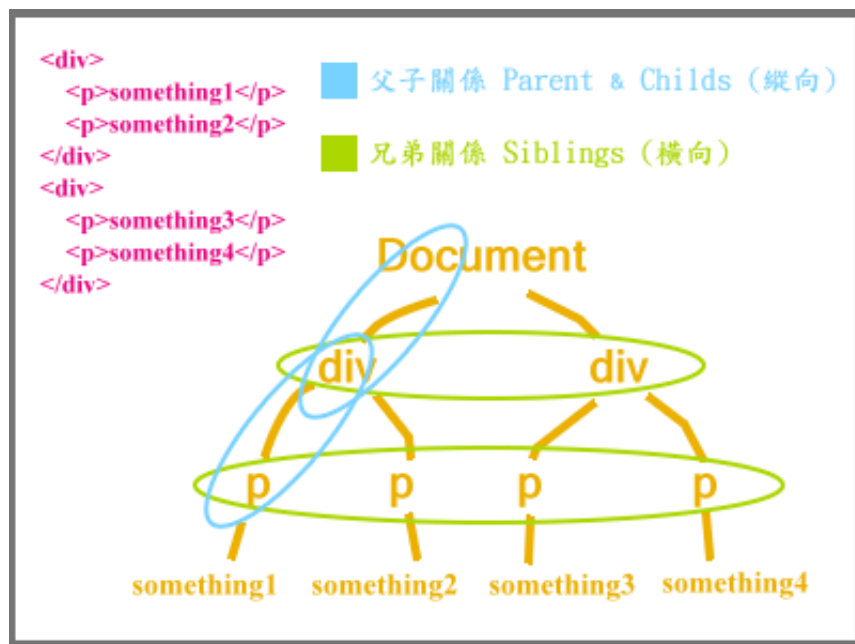 <div>
<p>something1</p>
<p>something2</p>
</div>
<div>
<p>something3</p>
<p>something4</p>
</div>
父子關係 Parent & Childs (縱向)
兄弟關係 Siblings (橫向)
Document
div div
p p p p
something1 something2 something3 something4